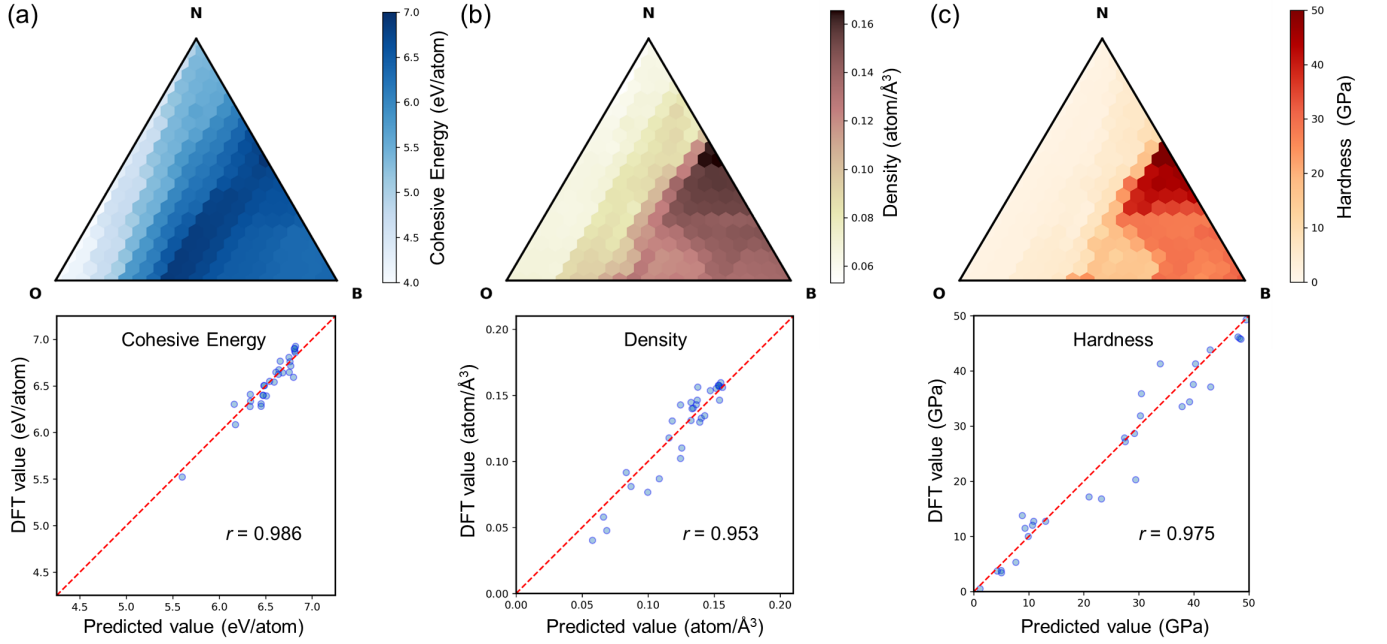 (a)
N
O
B
7.0
6.5
6.0
5.5
5.0
4.5
4.0
Cohesive Energy (eV/atom)
(b)
N
O
B
0.16
0.14
0.12
0.10
0.08
0.06
Density (atom/Å³)
(c)
N
O
B
50
40
30
20
10
0
Hardness (GPa)
Cohesive Energy
r = 0.986
DFT value (eV/atom)
7.0
6.5
6.0
5.5
5.0
4.5
4.5 5.0 5.5 6.0 6.5 7.0
Predicted value (eV/atom)
Density
r = 0.953
DFT value (atom/Å³)
0.20
0.15
0.10
0.05
0.00
0.00 0.05 0.10 0.15 0.20
Predicted value (atom/Å³)
Hardness
r = 0.975
DFT value (GPa)
50
40
30
20
10
0
0 10 20 30 40 50
Predicted value (GPa)